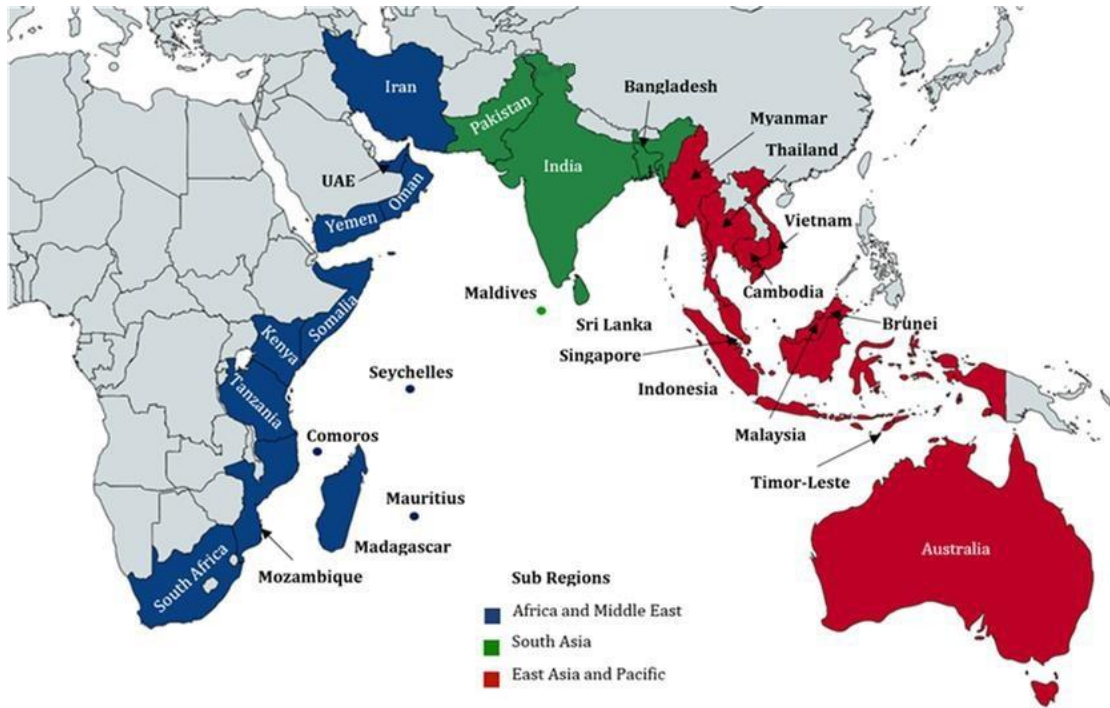 Iran
Pakistan
Bangladesh
Myanmar
Thailand
India
UAE
Oman
Yemen
Vietnam
Cambodia
Maldives
Somalia
Sri Lanka
Brunei
Kenya
Singapore
Seychelles
Indonesia
Tanzania
Malaysia
Comoros
Timor-Leste
Mauritius
Madagascar
Australia
South Africa
Mozambique
Sub Regions
Africa and Middle East
South Asia
East Asia and Pacific